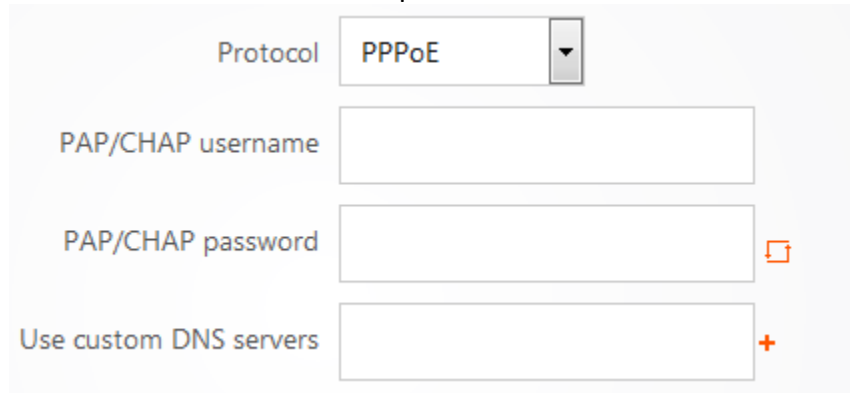 Protocol PPPoE
PAP/CHAP username
PAP/CHAP password
Use custom DNS servers +